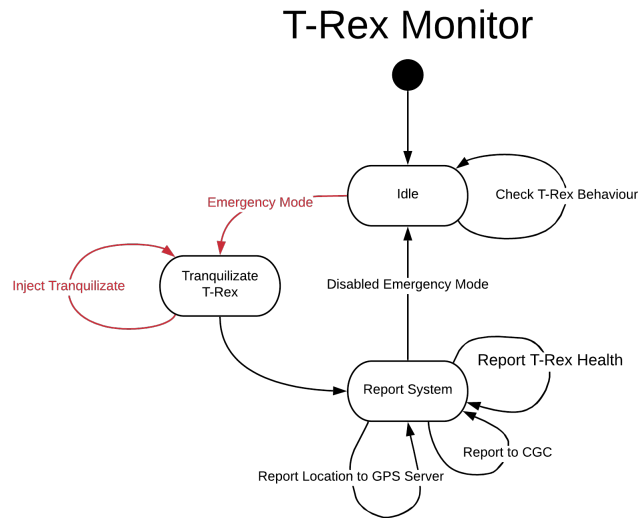 T-Rex Monitor
Idle
Check T-Rex Behaviour
Emergency Mode
Tranquilizate
T-Rex
Inject Tranquilizate
Disabled Emergency Mode
Report T-Rex Health
Report System
Report to CGC
Report Location to GPS Server